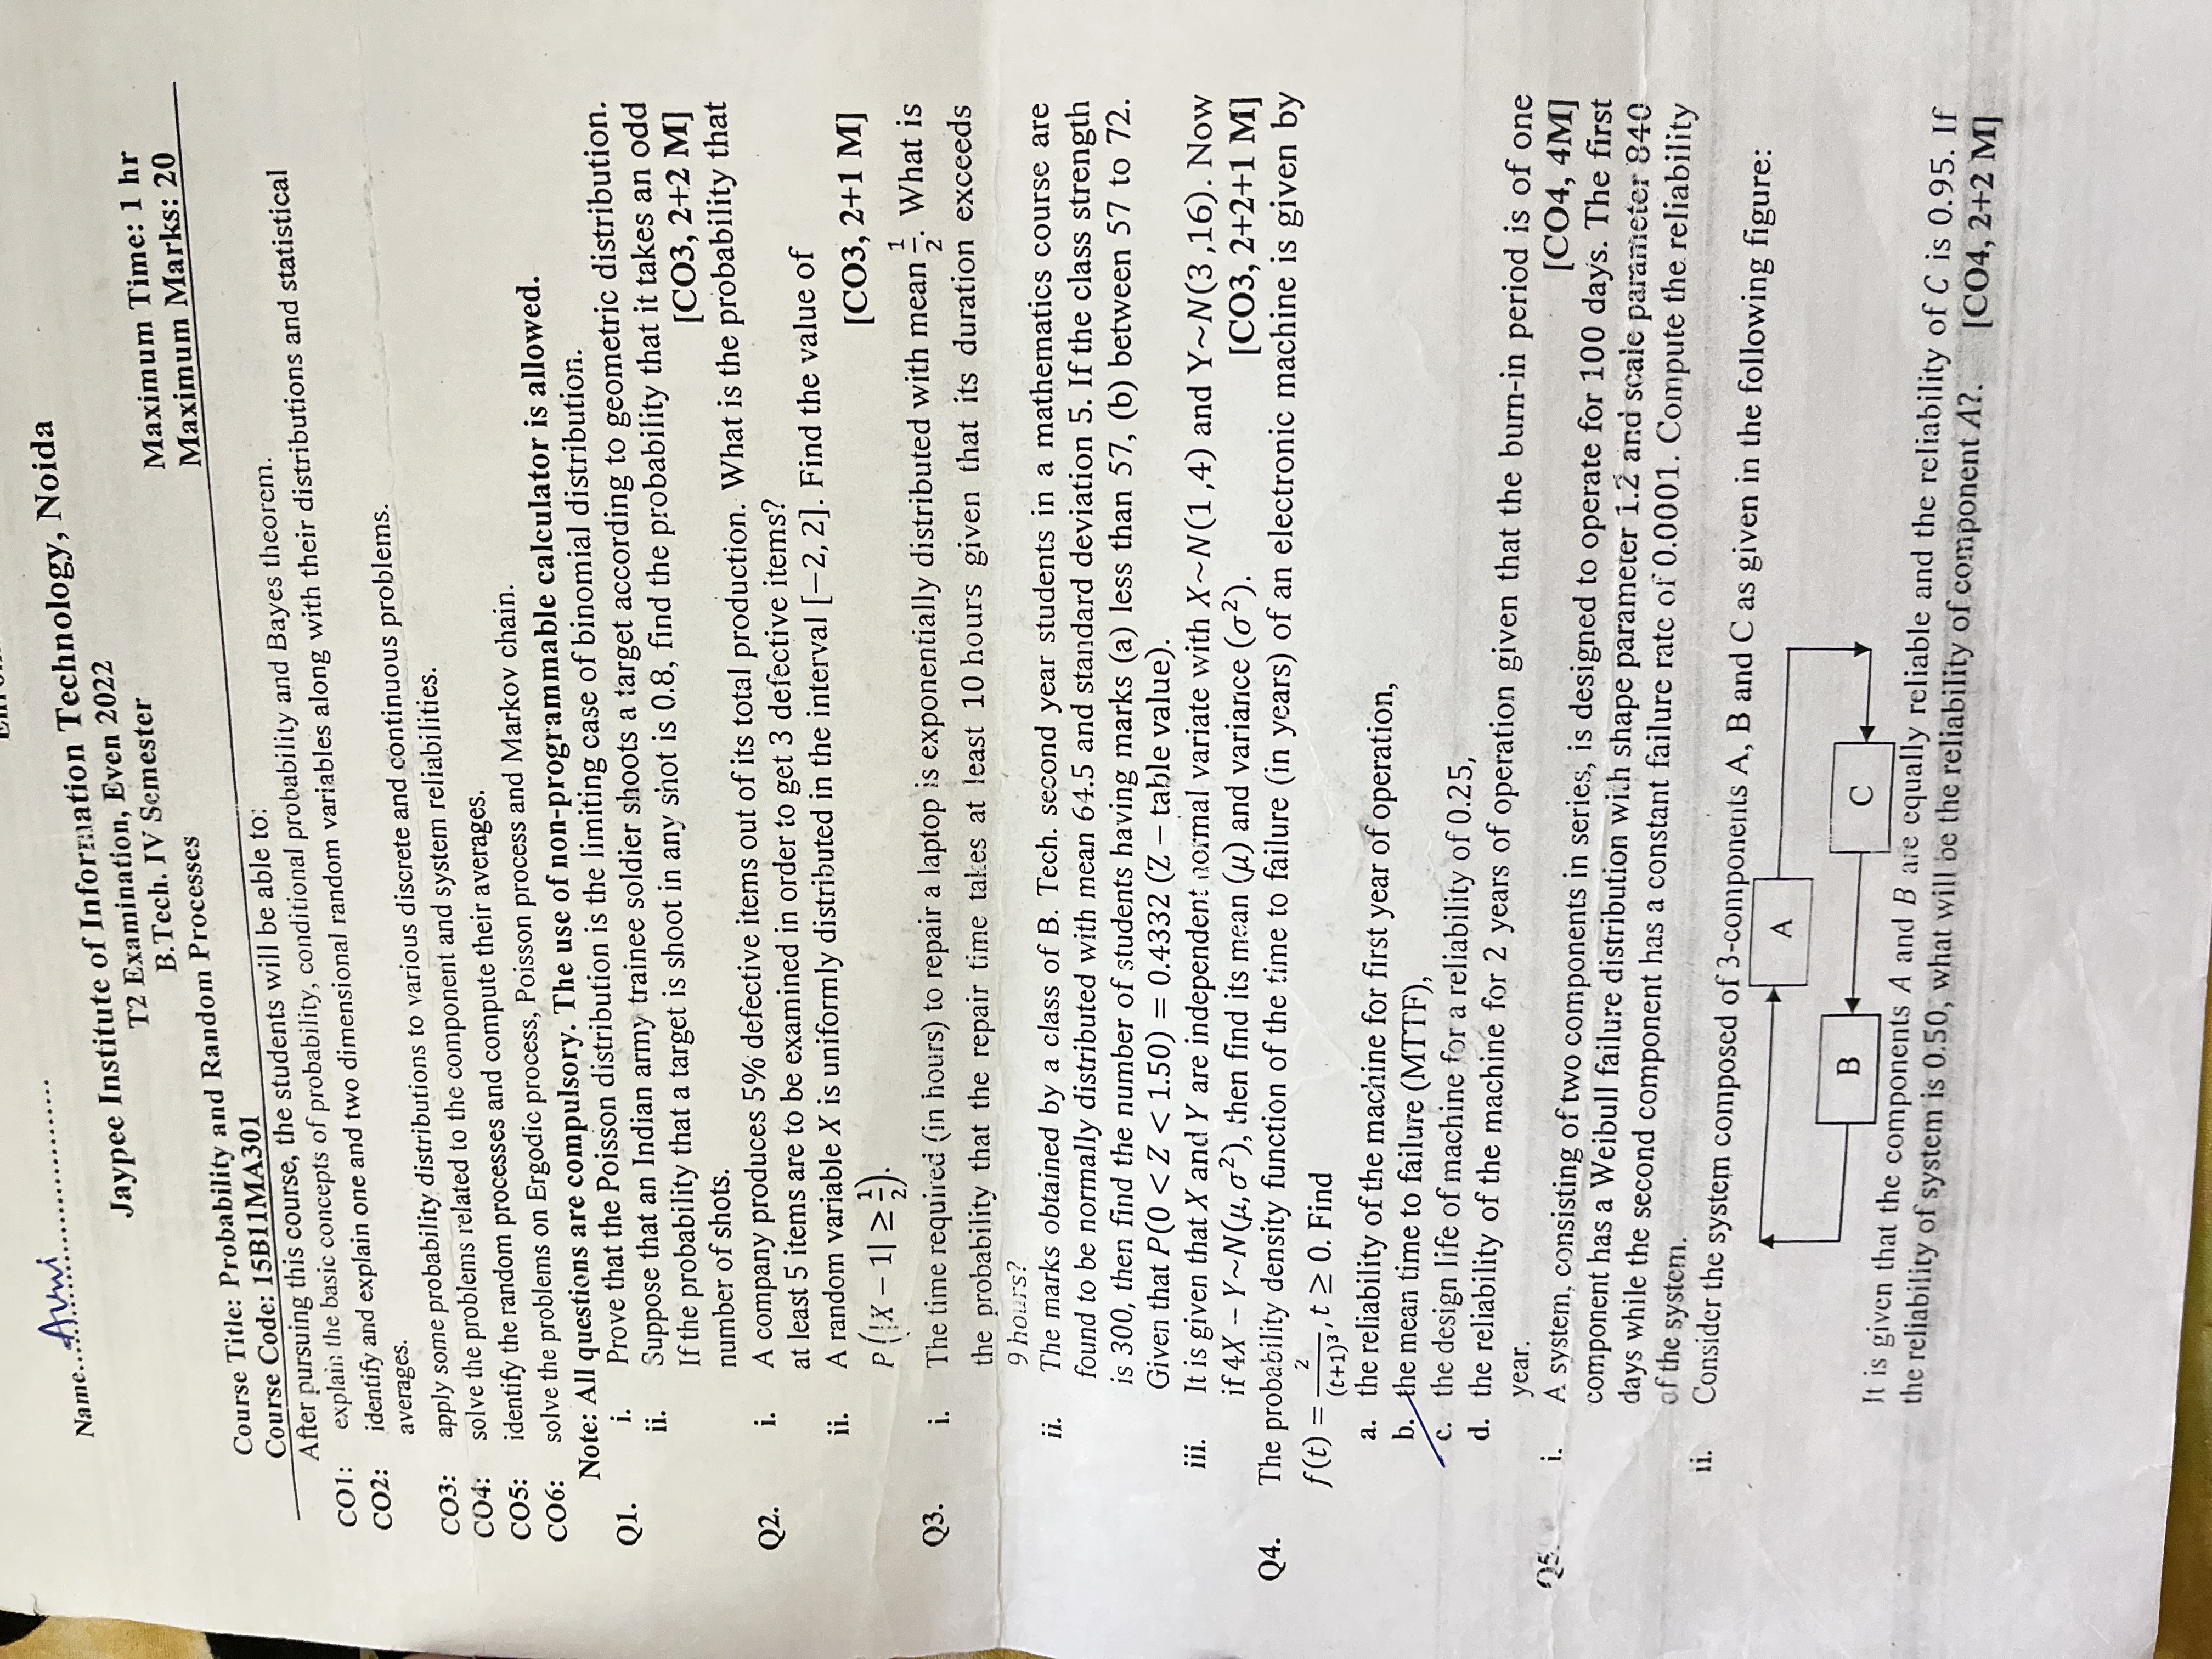 Name....Avni............................
Jaypee Institute of Information Technology, Noida
T2 Examination, Even 2022
B.Tech. IV Semester
Course Title: Probability and Random Processes
Maximum Time: 1 hr
Course Code: 15B11MA301
Maximum Marks: 20
After pursuing this course, the students will be able to:
CO1: explain the basic concepts of probability, conditional probability and Bayes theorem.
CO2: identify and explain one and two dimensional random variables along with their distributions and statistical
averages.
CO3: apply some probability distributions to various discrete and continuous problems.
CO4: solve the problems related to the component and system reliabilities.
CO5: identify the random processes and compute their averages.
CO6: solve the problems on Ergodic process, Poisson process and Markov chain.
Note: All questions are compulsory. The use of non-programmable calculator is allowed.
Q1. i. Prove that the Poisson distribution is the limiting case of binomial distribution.
ii. Suppose that an Indian army trainee soldier shoots a target according to geometric distribution.
If the probability that a target is shoot in any shot is 0.8, find the probability that it takes an odd
number of shots. [CO3, 2+2 M]
Q2. i. A company produces 5% defective items out of its total production. What is the probability that
at least 5 items are to be examined in order to get 3 defective items?
ii. A random variable X is uniformly distributed in the interval [−2, 2]. Find the value of
P(|X − 1| ≥ 1/2). [CO3, 2+1 M]
Q3. i. The time required (in hours) to repair a laptop is exponentially distributed with mean 1/2. What is
the probability that the repair time takes at least 10 hours given that its duration exceeds
9 hours?
ii. The marks obtained by a class of B. Tech. second year students in a mathematics course are
found to be normally distributed with mean 64.5 and standard deviation 5. If the class strength
is 300, then find the number of students having marks (a) less than 57, (b) between 57 to 72.
Given that P(0 < Z < 1.50) = 0.4332 (Z − table value).
iii. It is given that X and Y are independent normal variate with X~N(1 ,4) and Y~N(3 ,16). Now
if 4X − Y~N(μ, σ²), then find its mean (μ) and variance (σ²). [CO3, 2+2+1 M]
Q4. The probability density function of the time to failure (in years) of an electronic machine is given by
f(t) = 2/(t+1)³, t ≥ 0. Find
a. the reliability of the machine for first year of operation,
b. the mean time to failure (MTTF),
c. the design life of machine for a reliability of 0.25,
d. the reliability of the machine for 2 years of operation given that the burn-in period is of one
year. [CO4, 4M]
Q5. i. A system, consisting of two components in series, is designed to operate for 100 days. The first
component has a Weibull failure distribution with shape parameter 1.2 and scale parameter 840
days while the second component has a constant failure rate of 0.0001. Compute the reliability
of the system.
ii. Consider the system composed of 3-components A, B and C as given in the following figure:
A
B
C
It is given that the components A and B are equally reliable and the reliability of C is 0.95. If
the reliability of system is 0.50, what will be the reliability of component A?. [CO4, 2+2 M]